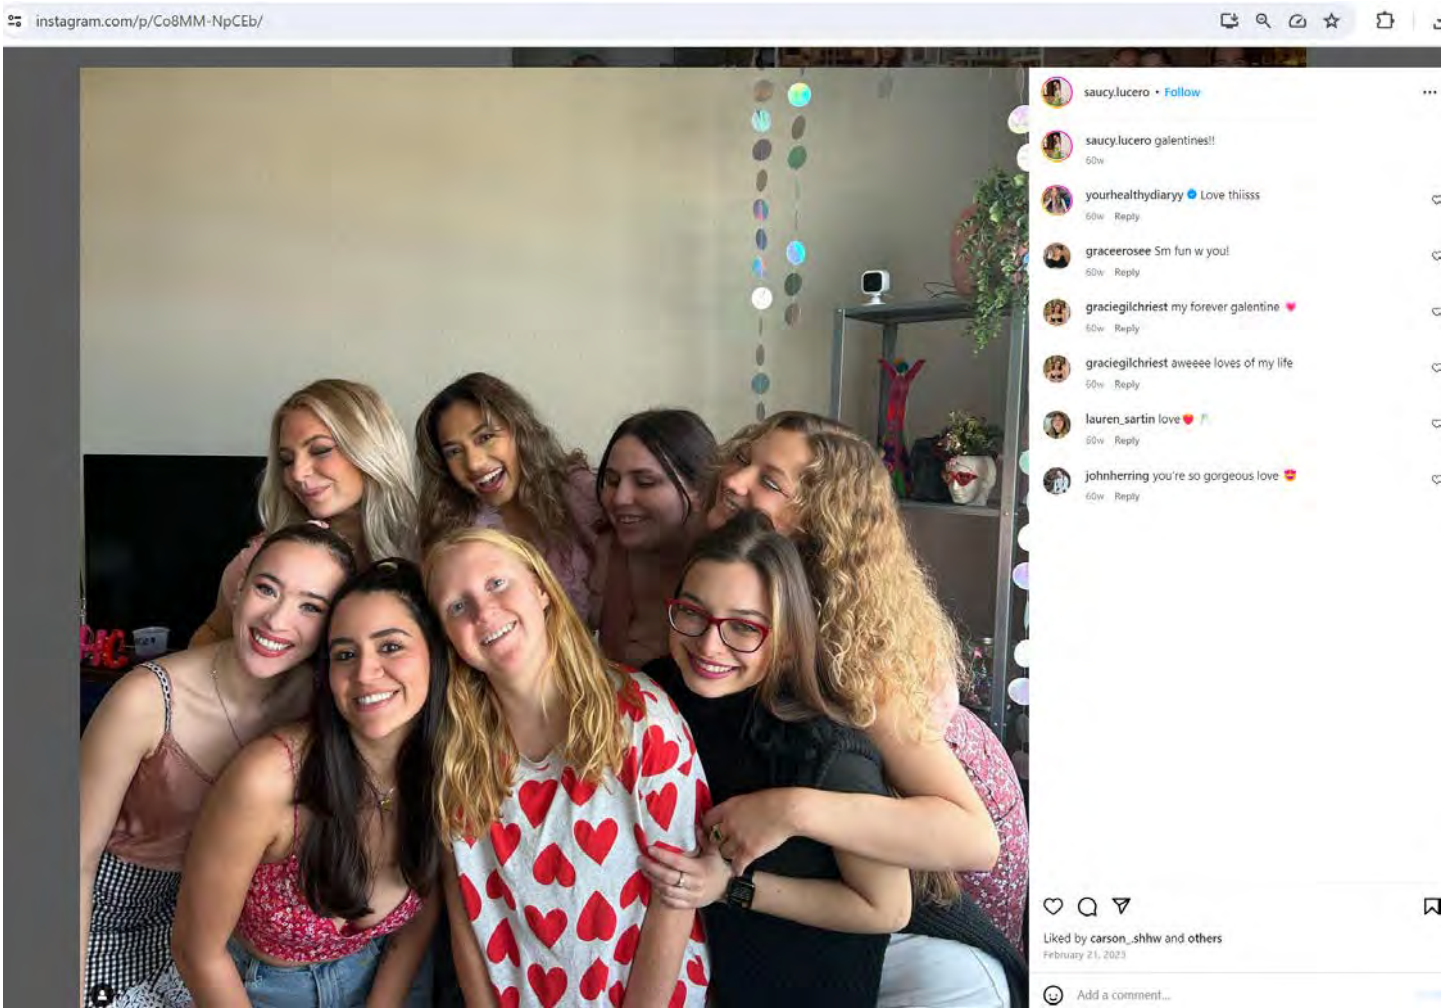 instagram.com/p/Co8MM-NpCEb/
saucy.lucero • Follow
saucy.lucero galentines!!
60w
yourhealthydiaryy Love thiisss
60w Reply
graceerosee Sm fun w you!
60w Reply
graciegilchriest my forever galentine 💗
60w Reply
graciegilchriest aweeee loves of my life
60w Reply
lauren_sartin love
60w Reply
johnherring you're so gorgeous love 😍
60w Reply
Liked by carson_.shhw and others
February 21, 2023
Add a comment...